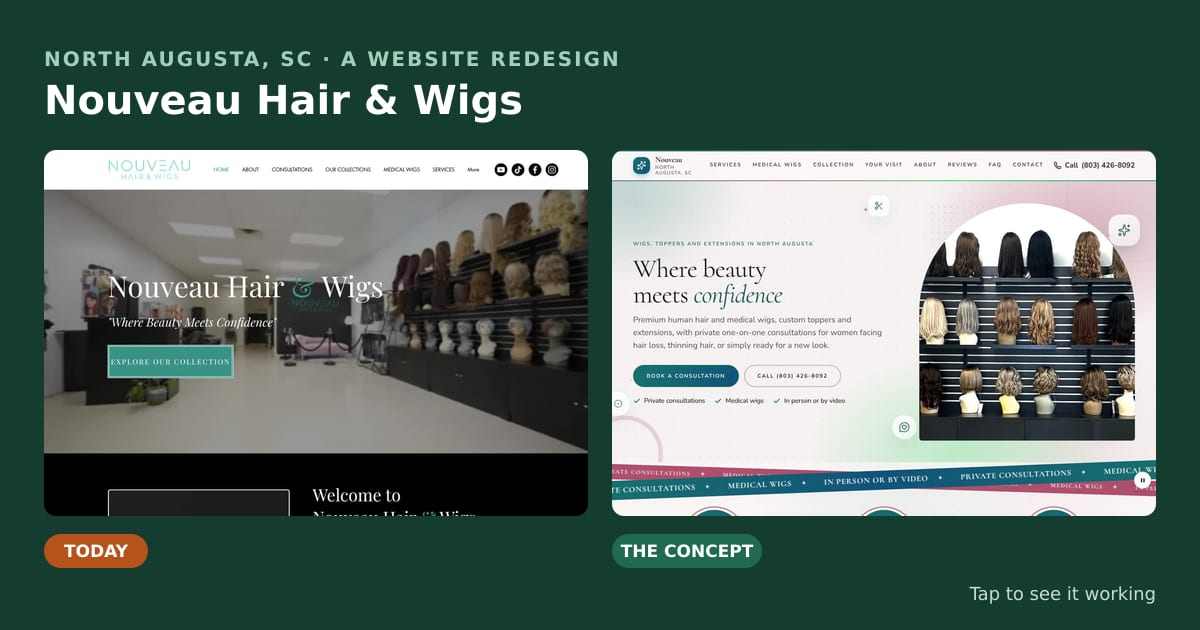 NORTH AUGUSTA, SC · A WEBSITE REDESIGN
Nouveau Hair & Wigs
NOUVEAU
HAIR & WIGS
HOME ABOUT CONSULTATIONS OUR COLLECTIONS MEDICAL WIGS SERVICES More
Nouveau Hair & Wigs
"Where Beauty Meets Confidence"
EXPLORE OUR COLLECTION
Welcome to
Nouveau Hair & Wigs
TODAY
Nouveau
NORTH
AUGUSTA, SC
SERVICES MEDICAL WIGS COLLECTION YOUR VISIT ABOUT REVIEWS FAQ CONTACT Call (803) 426-8092
WIGS, TOPPERS AND EXTENSIONS IN NORTH AUGUSTA
Where beauty
meets confidence
Premium human hair and medical wigs, custom toppers and
extensions, with private one-on-one consultations for women facing
hair loss, thinning hair, or simply ready for a new look.
BOOK A CONSULTATION CALL (803) 426-8092
Private consultations Medical wigs In person or by video
CONSULTATIONS MEDICAL WIGS IN PERSON OR BY VIDEO PRIVATE CONSULTATIONS
THE CONCEPT
Tap to see it working